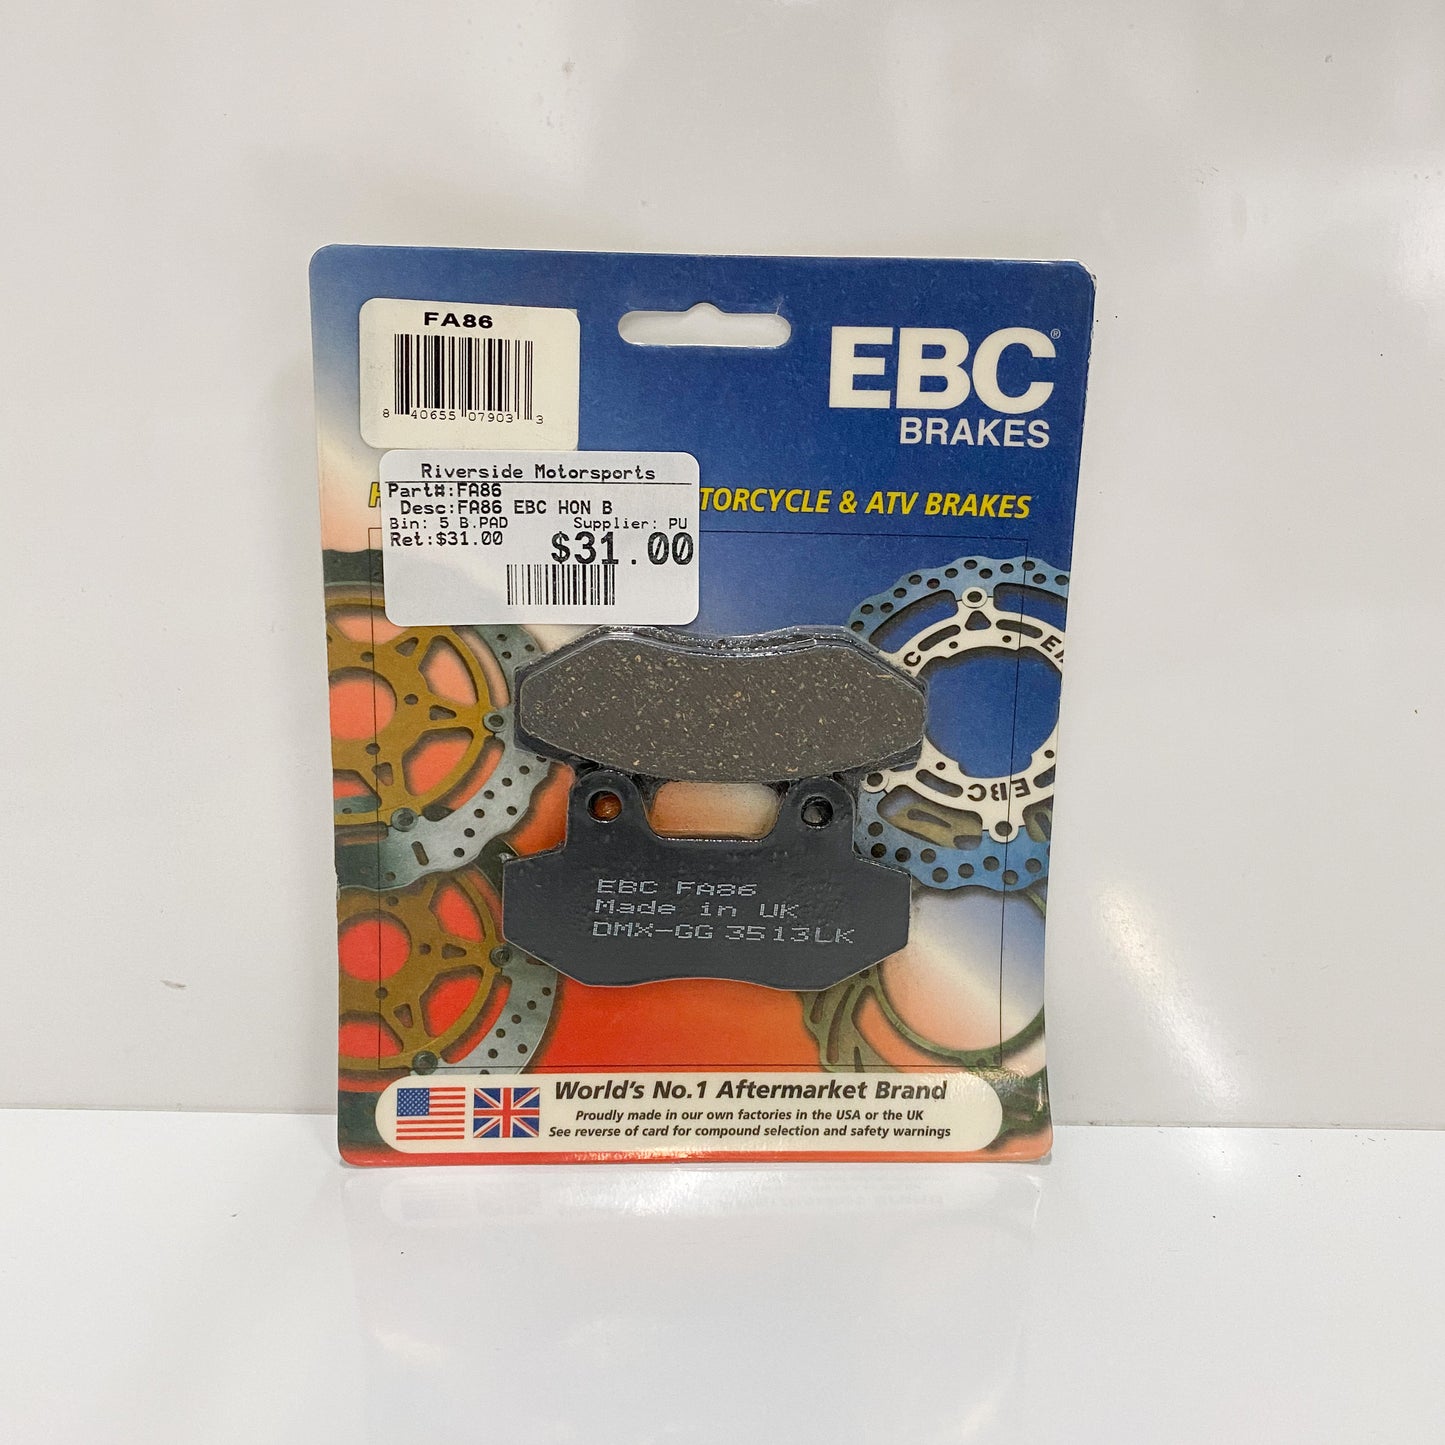 FA86
8 40655 07903 3
EBC®
BRAKES
Riverside Motorsports
Part#:FA86
Desc:FA86 EBC HON B
Bin: 5 B.PAD Supplier: PU
Ret:$31.00 $31.00
& ATV BRAKES
EBC
EBC FA86
Made in UK
DMX-GG 3513LK
World's No.1 Aftermarket Brand
Proudly made in our own factories in the USA or the UK
See reverse of card for compound selection and safety warnings